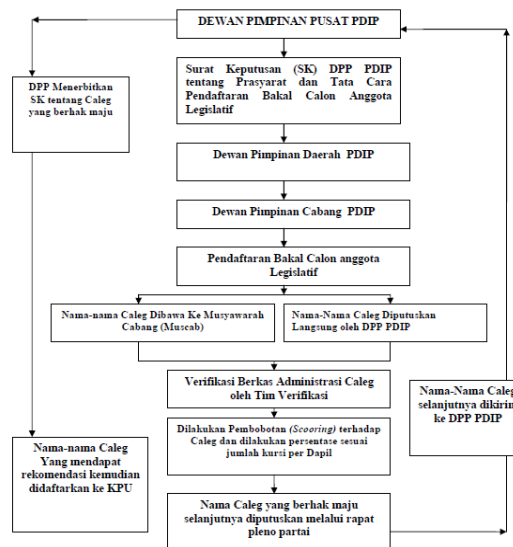 DEWAN PIMPINAN PUSAT PDIP
Surat Keputusan (SK) DPP PDIP
tentang Prasyarat dan Tata Cara
Pendaftaran Bakal Calon Anggota
Legislatif
DPP Menerbitkan
SK tentang Caleg
yang berhak maju
Dewan Pimpinan Daerah PDIP
Dewan Pimpinan Cabang PDIP
Pendaftaran Bakal Calon anggota
Legislatif
Nama-nama Caleg Dibawa Ke Musyawarah
Cabang (Muscab)
Nama-Nama Caleg Diputuskan
Langsung oleh DPP PDIP
Verifikasi Berkas Administrasi Caleg
oleh Tim Verifikasi
Nama-Nama Caleg
selanjutnya dikirim
ke DPP PDIP
Dilakukan Pembobotan (Scooring) terhadap
Caleg dan dilakukan persentase sesuai
jumlah kursi per Dapil
Nama-nama Caleg
Yang mendapat
rekomendasi kemudian
didaftarkan ke KPU
Nama Caleg yang berhak maju
selanjutnya diputuskan melalui rapat
pleno partai